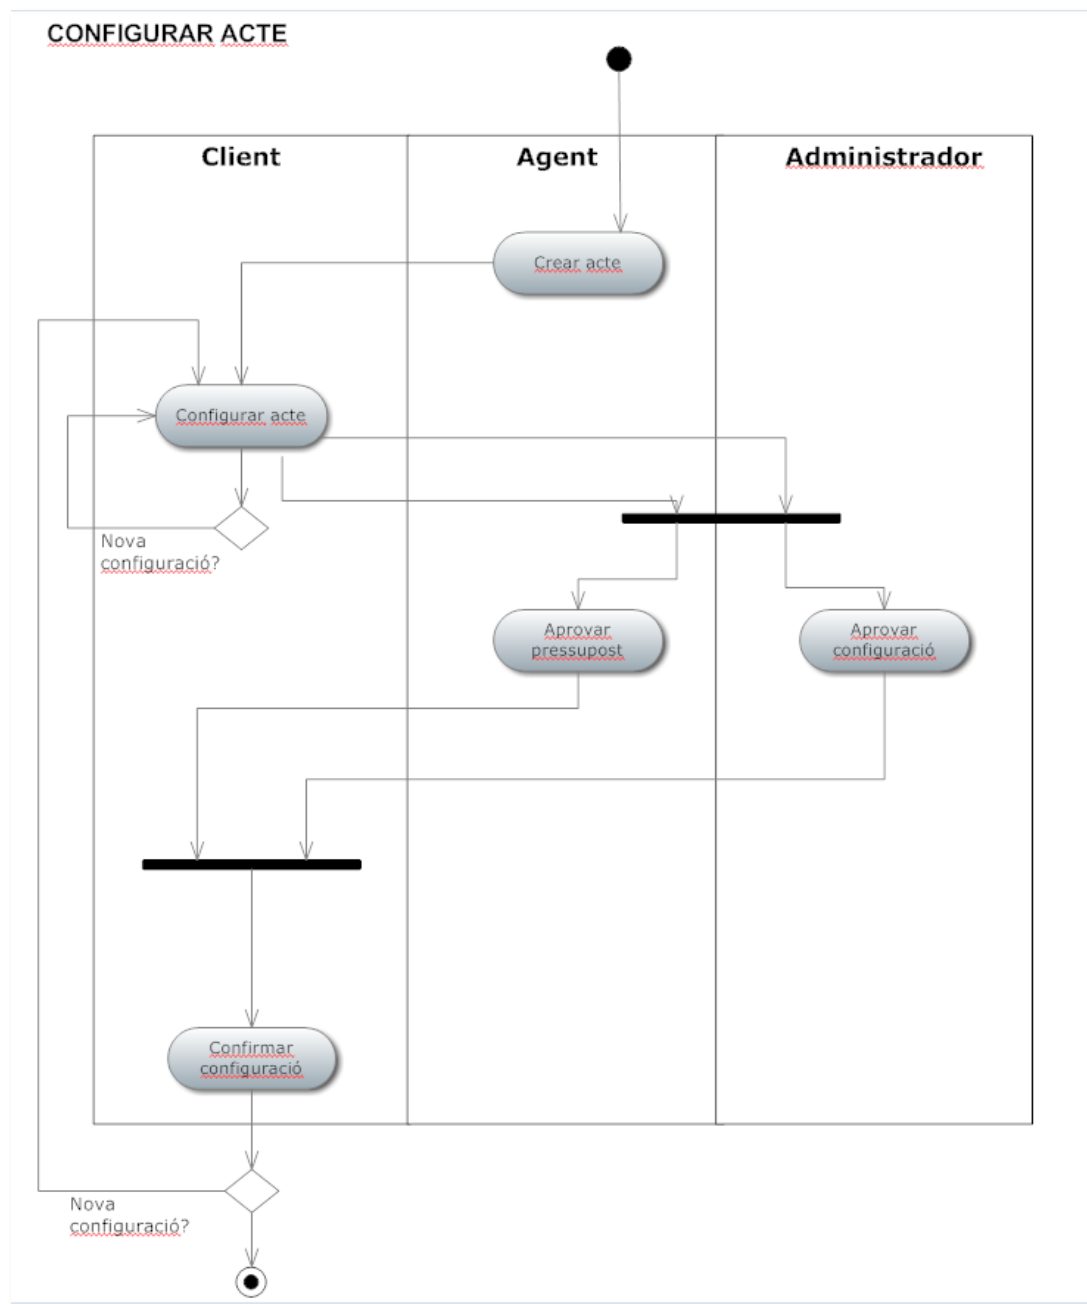 CONFIGURAR ACTE
Client
Agent
Administrador
Crear acte
Configurar acte
Nova
configuració?
Aprovar
pressupost
Aprovar
configuració
Confirmar
configuració
Nova
configuració?